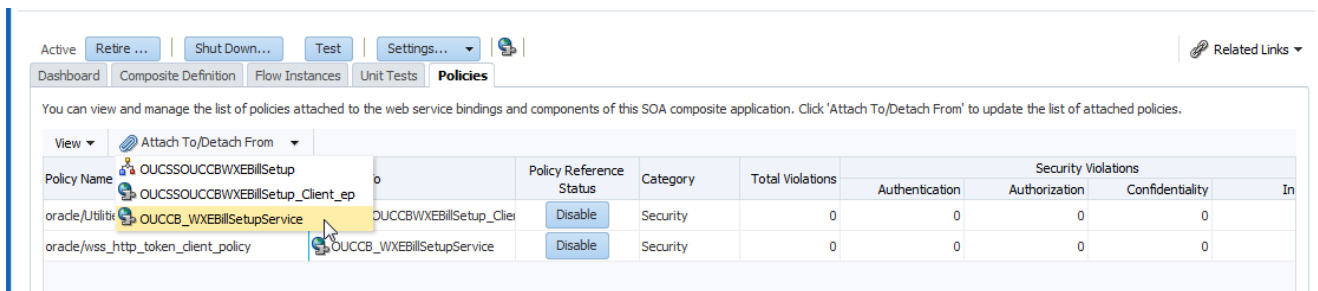 Active Retire ... Shut Down... Test Settings... Related Links
Dashboard Composite Definition Flow Instances Unit Tests Policies
You can view and manage the list of policies attached to the web service bindings and components of this SOA composite application. Click 'Attach To/Detach From' to update the list of attached policies.
View Attach To/Detach From
OUCSSOUCCBWXEBillSetup
OUCSSOUCCBWXEBillSetup_Client_ep
OUCCB_WXEBillSetupService
Policy Name Policy Reference Status Category Total Violations Security Violations
Authentication Authorization Confidentiality In
oracle/Utilitie OUCCBWXEBillSetup_Clie Disable Security 0 0 0 0
oracle/wss_http_token_client_policy OUCCB_WXEBillSetupService Disable Security 0 0 0 0